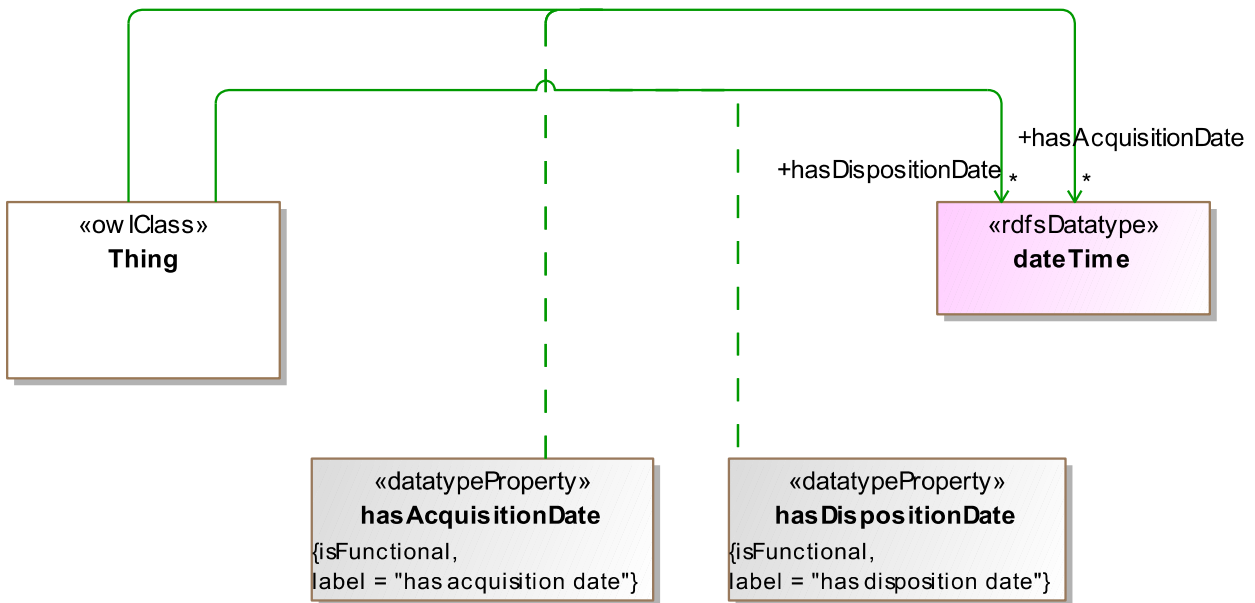 +hasAcquisitionDate
+hasDispositionDate
*
*
«owlClass»
Thing
«rdfsDatatype»
dateTime
«datatypeProperty»
hasAcquisitionDate
{isFunctional,
label = "has acquisition date"}
«datatypeProperty»
hasDispositionDate
{isFunctional,
label = "has disposition date"}